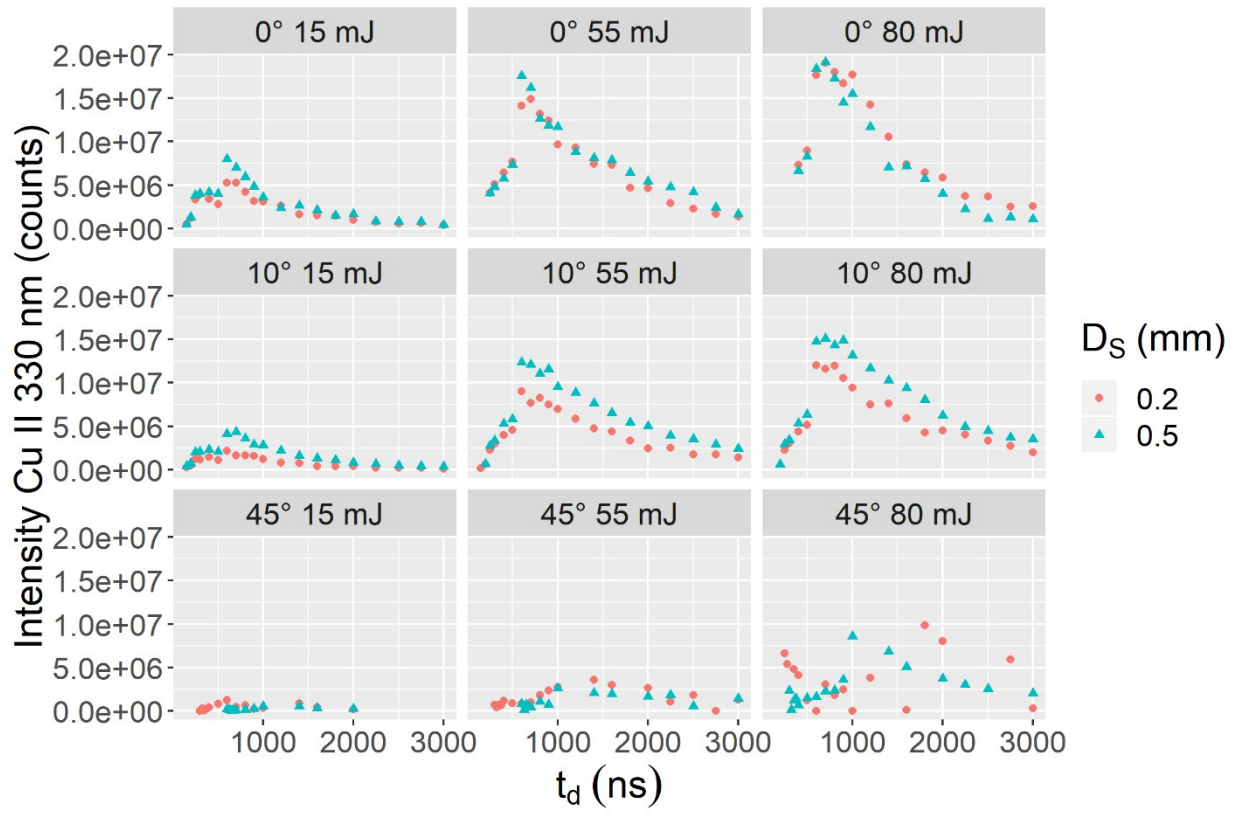 0° 15 mJ
0° 55 mJ
0° 80 mJ
10° 15 mJ
10° 55 mJ
10° 80 mJ
45° 15 mJ
45° 55 mJ
45° 80 mJ
2.0e+07
1.5e+07
1.0e+07
5.0e+06
0.0e+00
2.0e+07
1.5e+07
1.0e+07
5.0e+06
0.0e+00
2.0e+07
1.5e+07
1.0e+07
5.0e+06
0.0e+00
1000 2000 3000
1000 2000 3000
1000 2000 3000
Intensity Cu II 330 nm (counts)
t_d (ns)
D_S (mm)
0.2
0.5